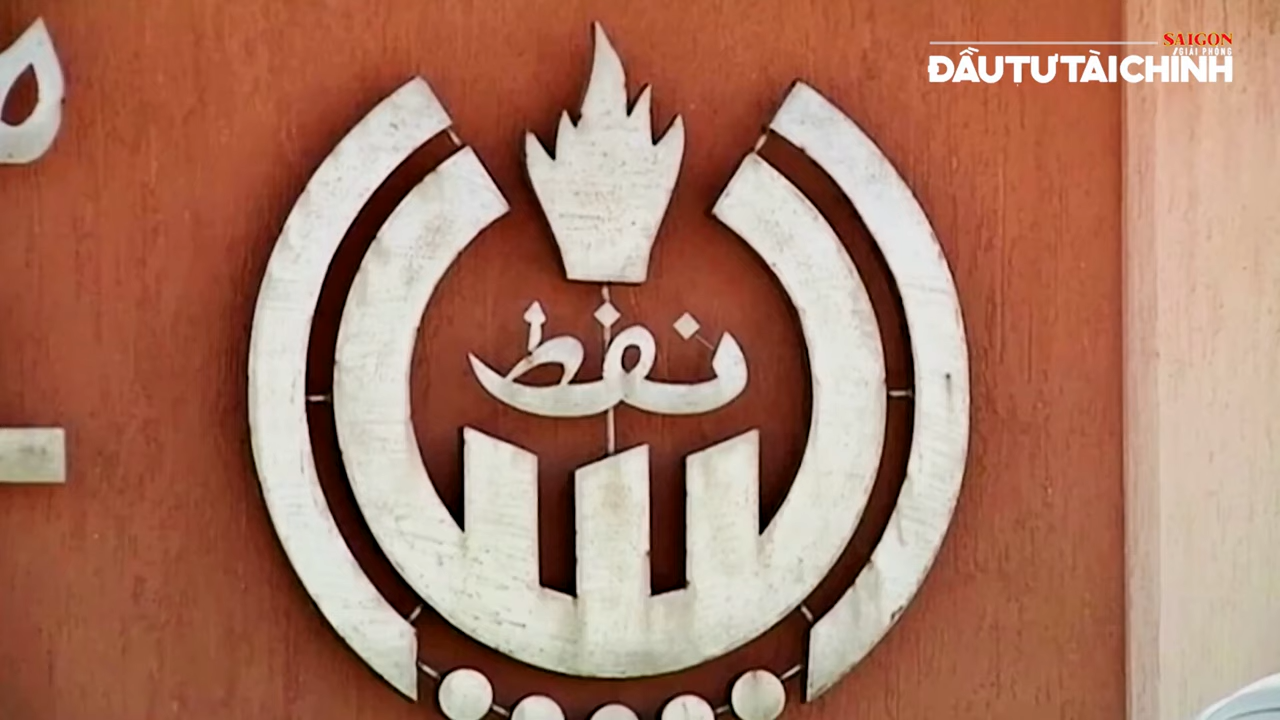 SAIGON
GIẢI PHÓNG
ĐẦU TƯ TÀI CHÍNH
نفط